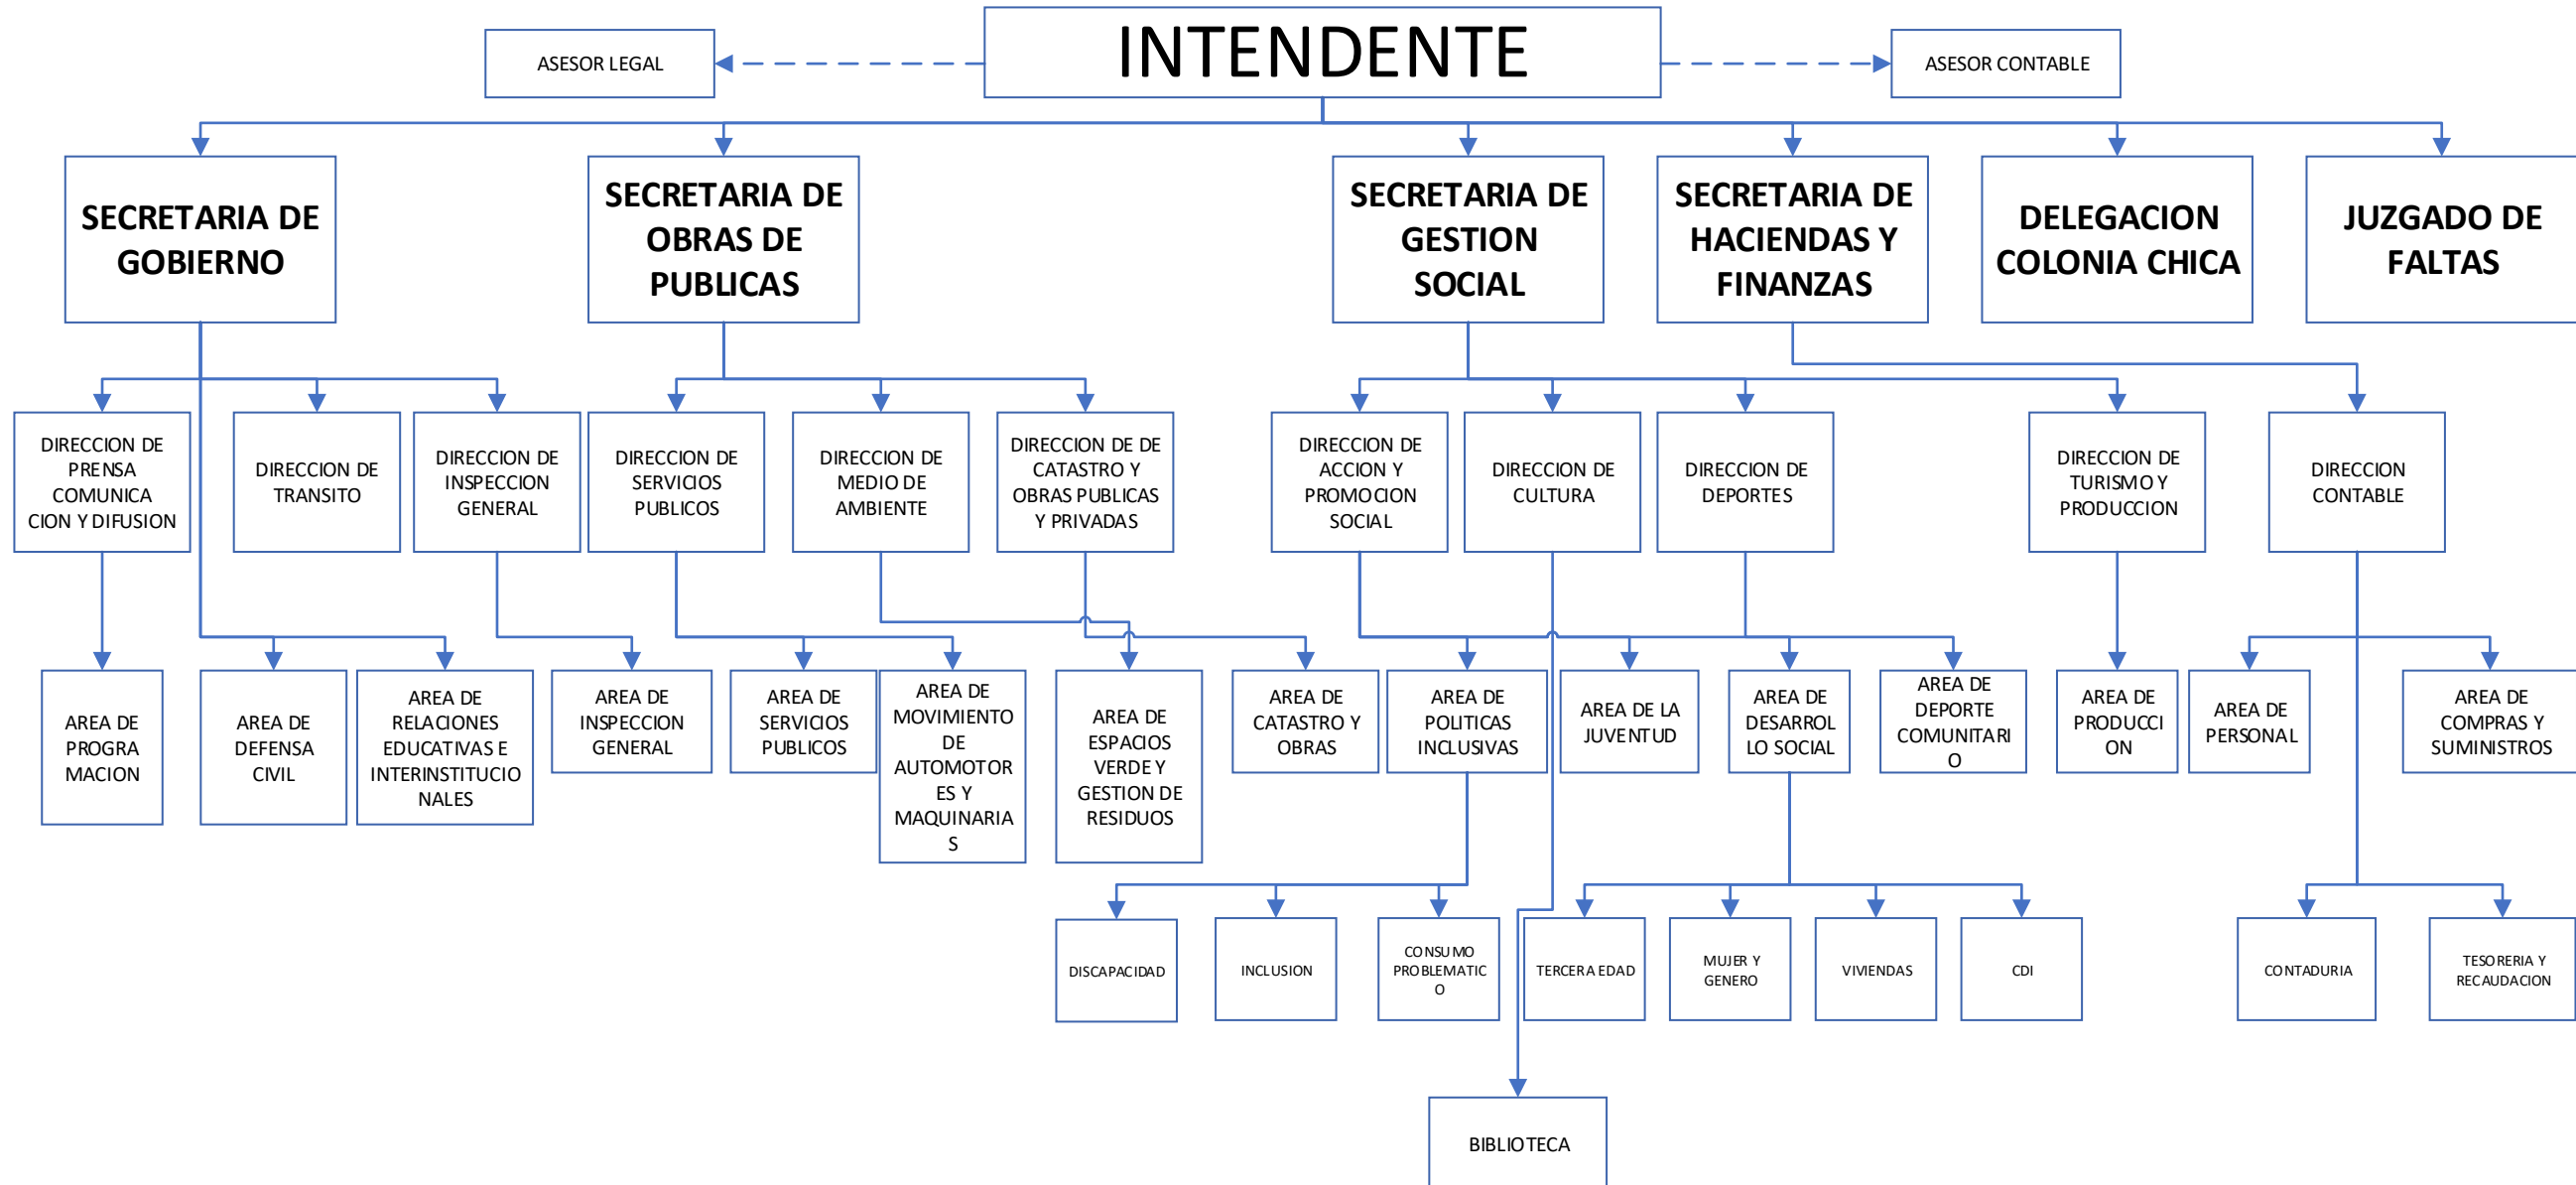 INTENDENTE
ASESOR LEGAL
ASESOR CONTABLE
SECRETARIA DE
GOBIERNO
SECRETARIA DE
OBRAS DE
PUBLICAS
SECRETARIA DE
GESTION
SOCIAL
SECRETARIA DE
HACIENDAS Y
FINANZAS
DELEGACION
COLONIA CHICA
JUZGADO DE
FALTAS
DIRECCION DE
PRENSA
COMUNICA
CION Y DIFUSION
DIRECCION DE
TRANSITO
DIRECCION DE
INSPECCION
GENERAL
DIRECCION DE
SERVICIOS
PUBLICOS
DIRECCION DE
MEDIO DE
AMBIENTE
DIRECCION DE DE
CATASTRO Y
OBRAS PUBLICAS
Y PRIVADAS
DIRECCION DE
ACCION Y
PROMOCION
SOCIAL
DIRECCION DE
CULTURA
DIRECCION DE
DEPORTES
DIRECCION DE
TURISMO Y
PRODUCCION
DIRECCION
CONTABLE
AREA DE
PROGRA
MACION
AREA DE
DEFENSA
CIVIL
AREA DE
RELACIONES
EDUCATIVAS E
INTERINSTITUCIO
NALES
AREA DE
INSPECCION
GENERAL
AREA DE
SERVICIOS
PUBLICOS
AREA DE
MOVIMIENTO
DE
AUTOMOTOR
ES Y
MAQUINARIA
S
AREA DE
ESPACIOS
VERDE Y
GESTION DE
RESIDUOS
AREA DE
CATASTRO Y
OBRAS
AREA DE
POLITICAS
INCLUSIVAS
AREA DE LA
JUVENTUD
AREA DE
DESARROL
LO SOCIAL
AREA DE
DEPORTE
COMUNITARI
O
AREA DE
PRODUCCI
ON
AREA DE
PERSONAL
AREA DE
COMPRAS Y
SUMINISTROS
DISCAPACIDAD
INCLUSION
CONSUMO
PROBLEMATIC
O
TERCERA EDAD
MUJER Y
GENERO
VIVIENDAS
CDI
CONTADURIA
TESORERIA Y
RECAUDACION
BIBLIOTECA